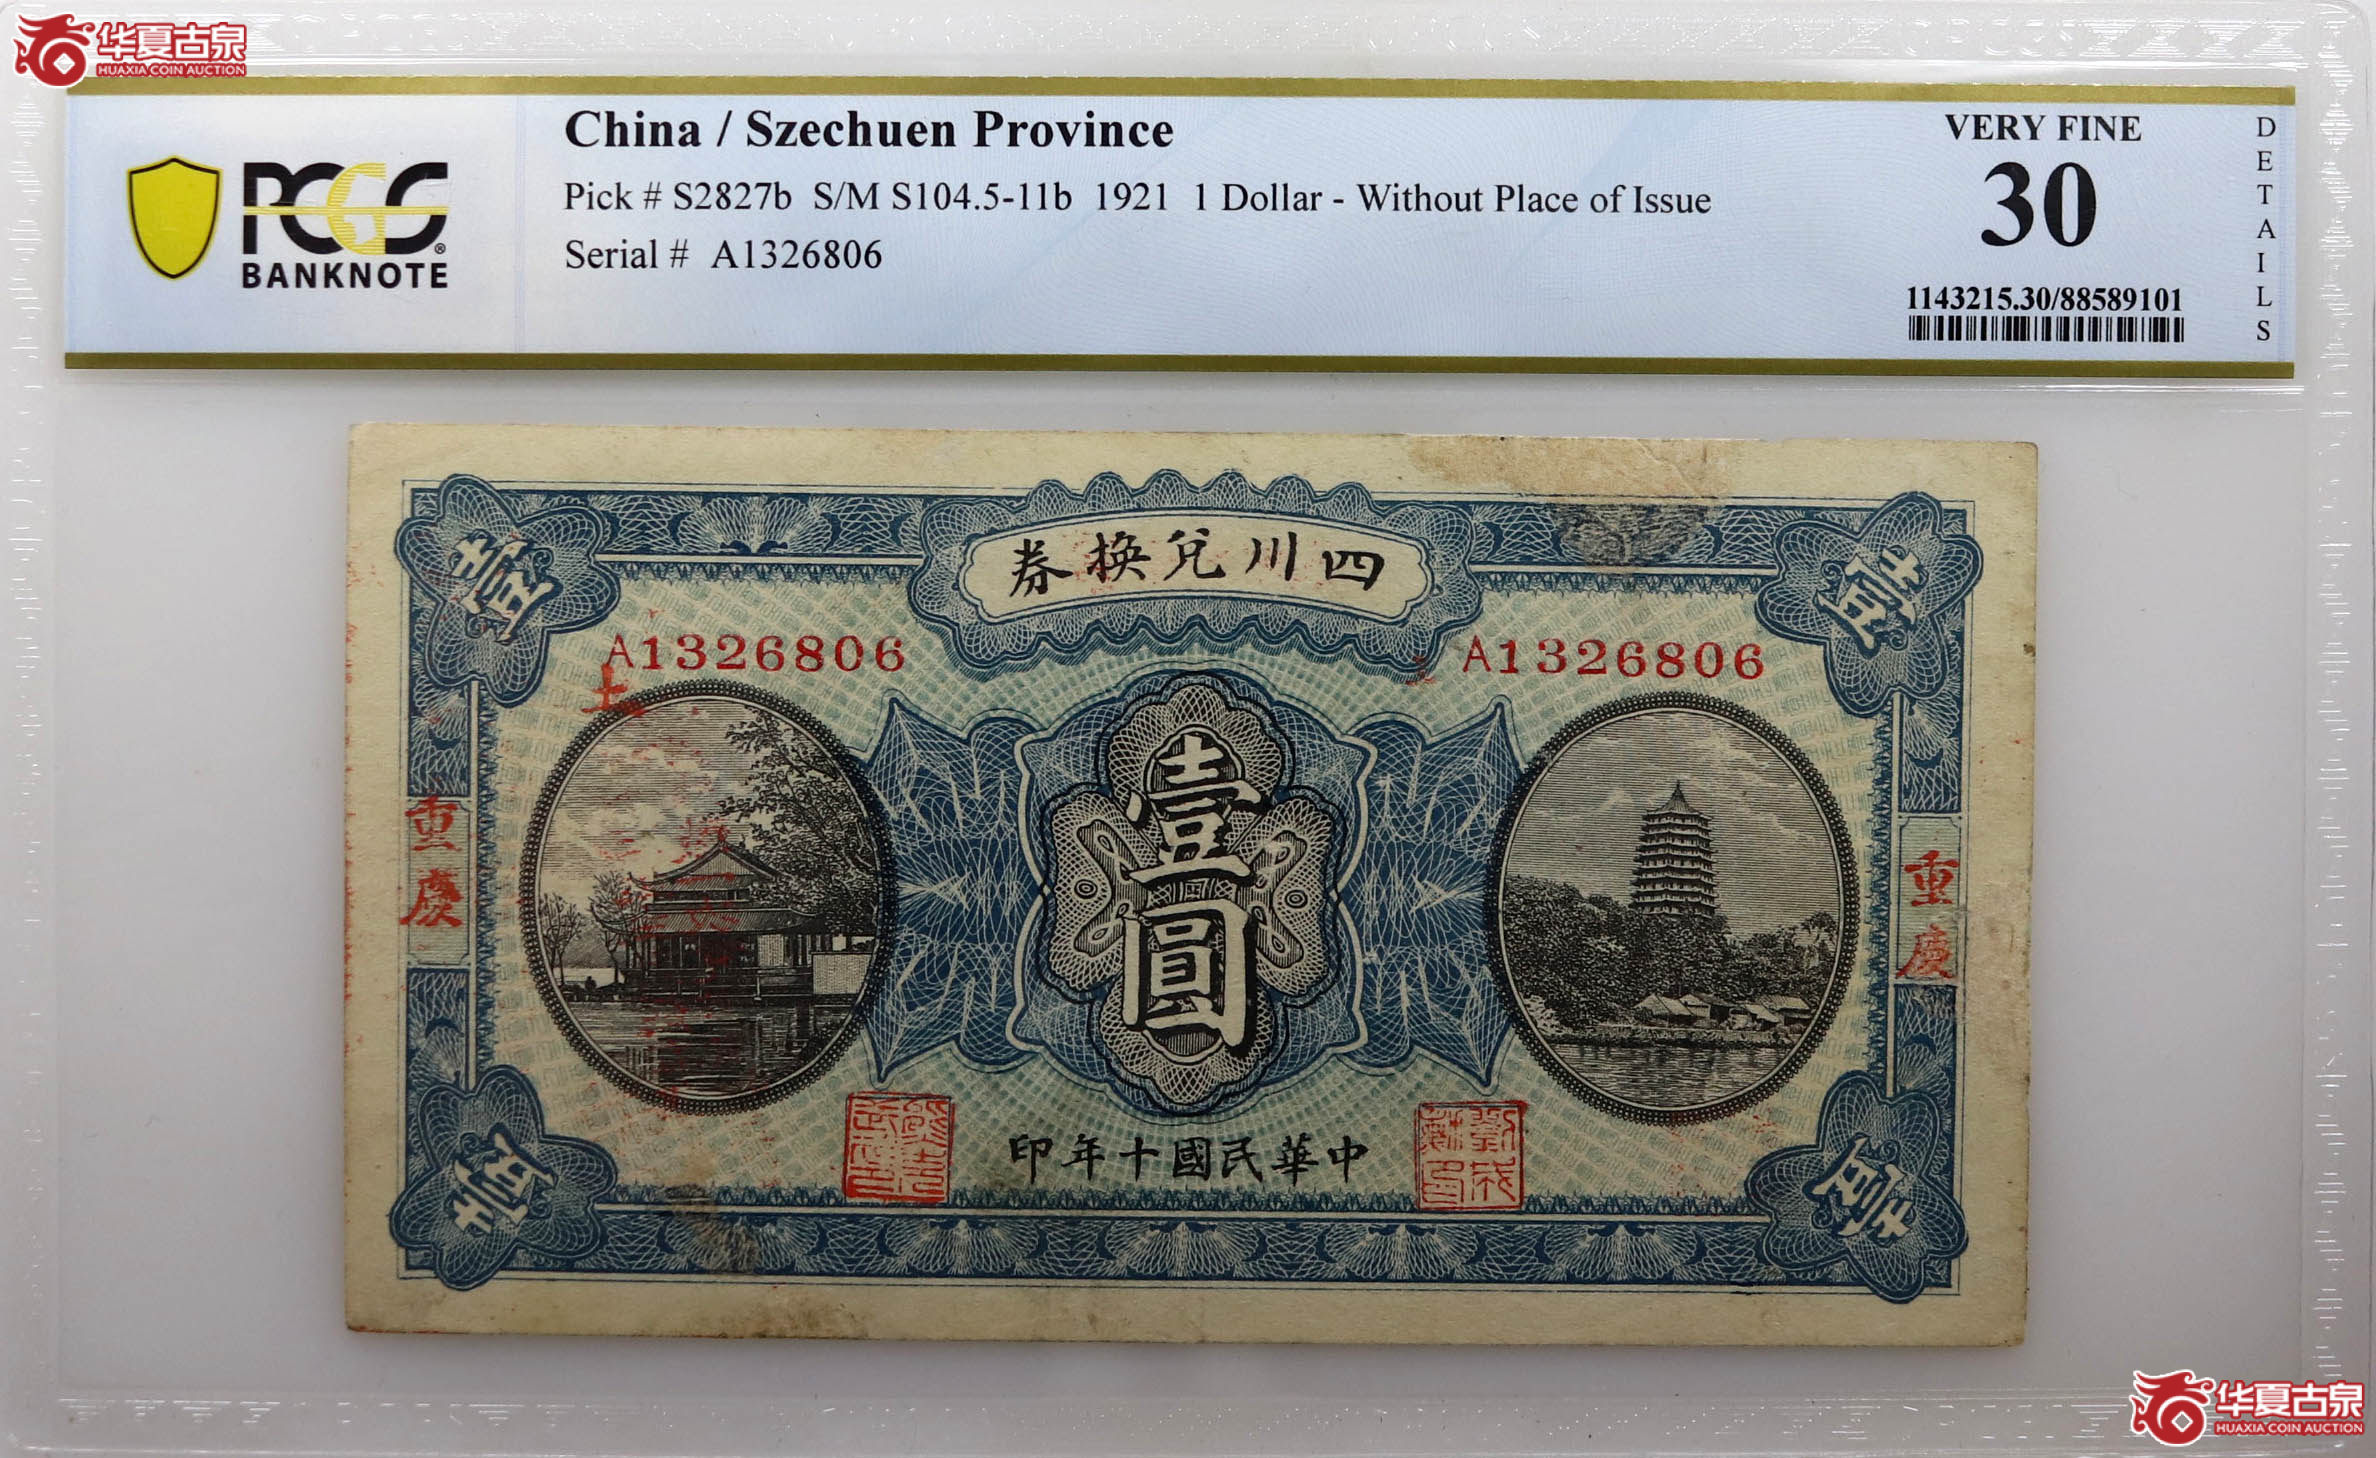 华夏古泉
HUAXIA COIN AUCTION
PCGS
BANKNOTE
China / Szechuen Province
Pick # S2827b S/M S104.5-11b 1921 1 Dollar - Without Place of Issue
Serial # A1326806
VERY FINE
30
1143215.30/88589101
DETAILS
四川兌換券
壹
壹
A1326806
A1326806
土
壹圓
重慶
重慶
中華民國十年印
壹
壹
华夏古泉
HUAXIA COIN AUCTION